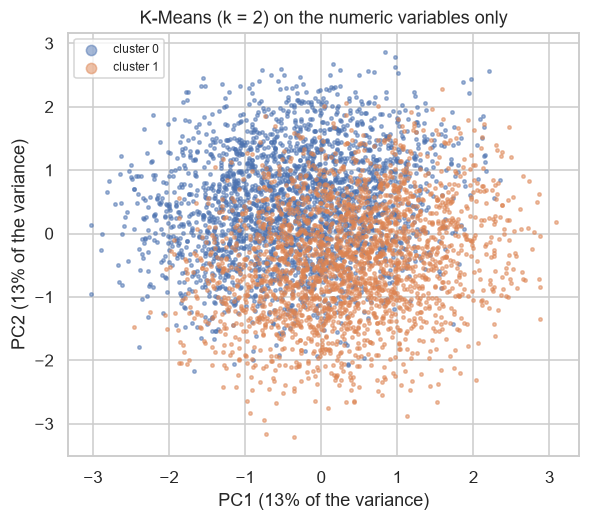 K-Means (k = 2) on the numeric variables only
cluster 0
cluster 1
3
2
1
0
−1
−2
−3
PC2 (13% of the variance)
−3 −2 −1 0 1 2 3
PC1 (13% of the variance)